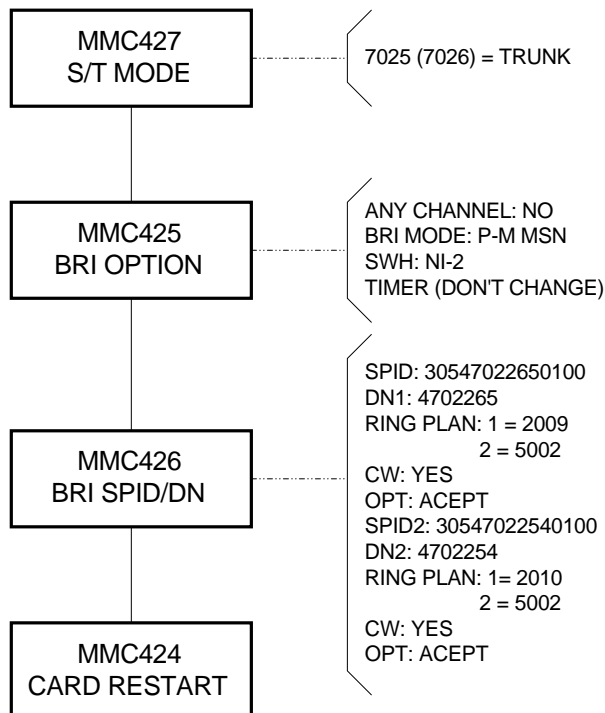 MMC427
S/T MODE
7025 (7026) = TRUNK
MMC425
BRI OPTION
ANY CHANNEL: NO
BRI MODE: P-M MSN
SWH: NI-2
TIMER (DON'T CHANGE)
MMC426
BRI SPID/DN
SPID: 30547022650100
DN1: 4702265
RING PLAN: 1 = 2009
2 = 5002
CW: YES
OPT: ACEPT
SPID2: 30547022540100
DN2: 4702254
RING PLAN: 1= 2010
2 = 5002
CW: YES
OPT: ACEPT
MMC424
CARD RESTART